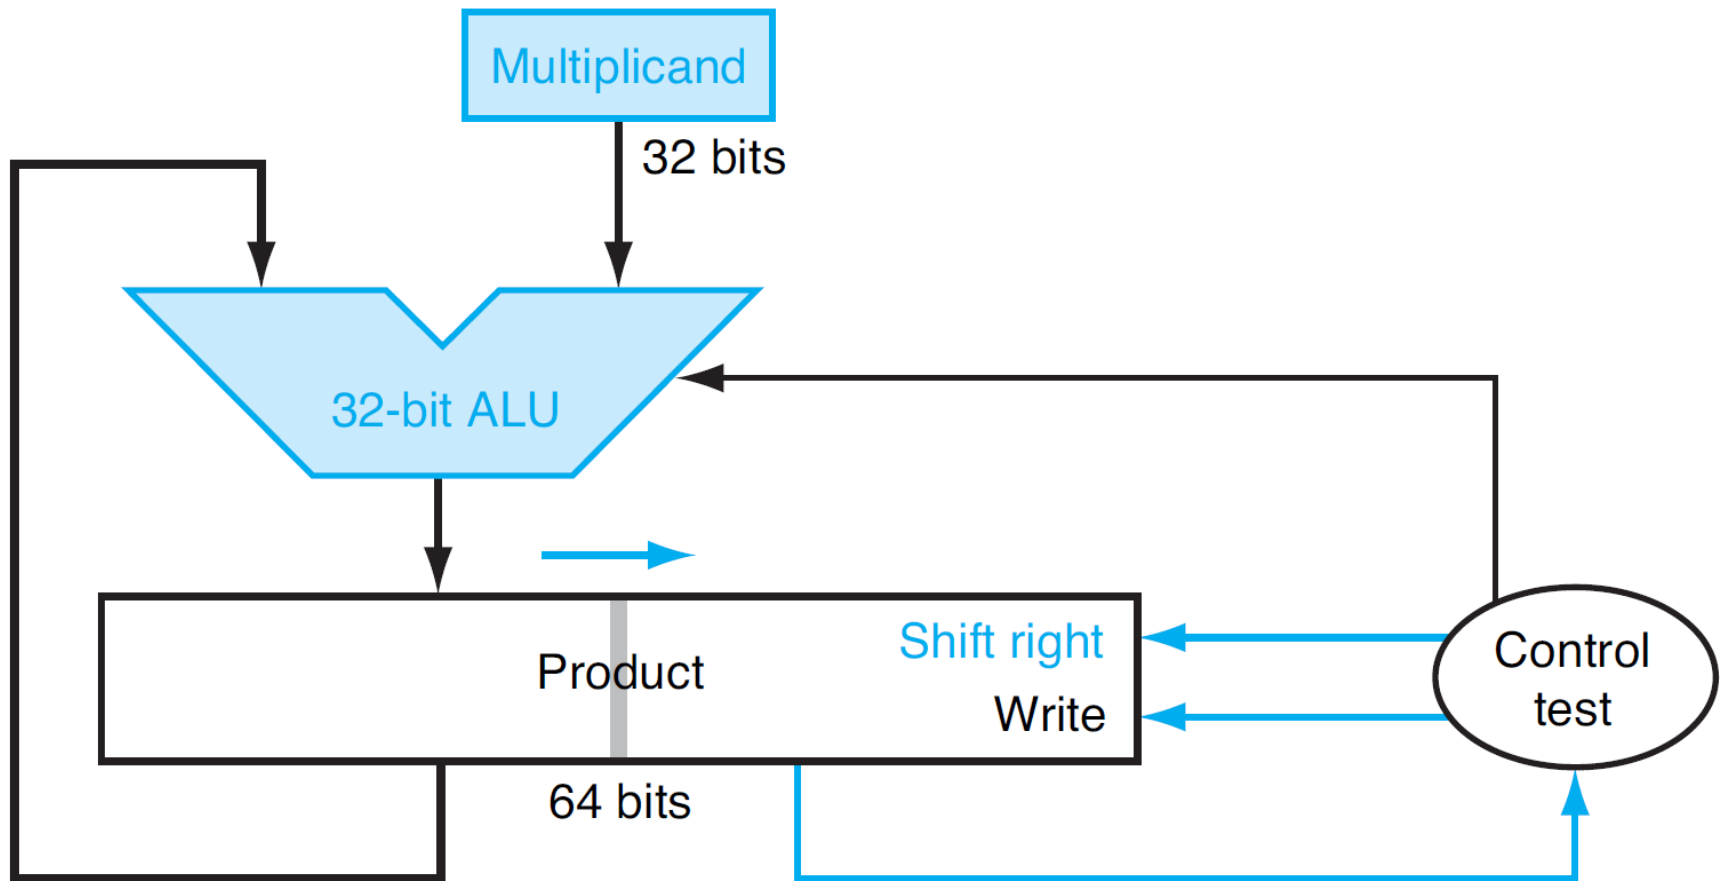 Multiplicand
32 bits
32-bit ALU
Product
Shift right
Write
64 bits
Control
test